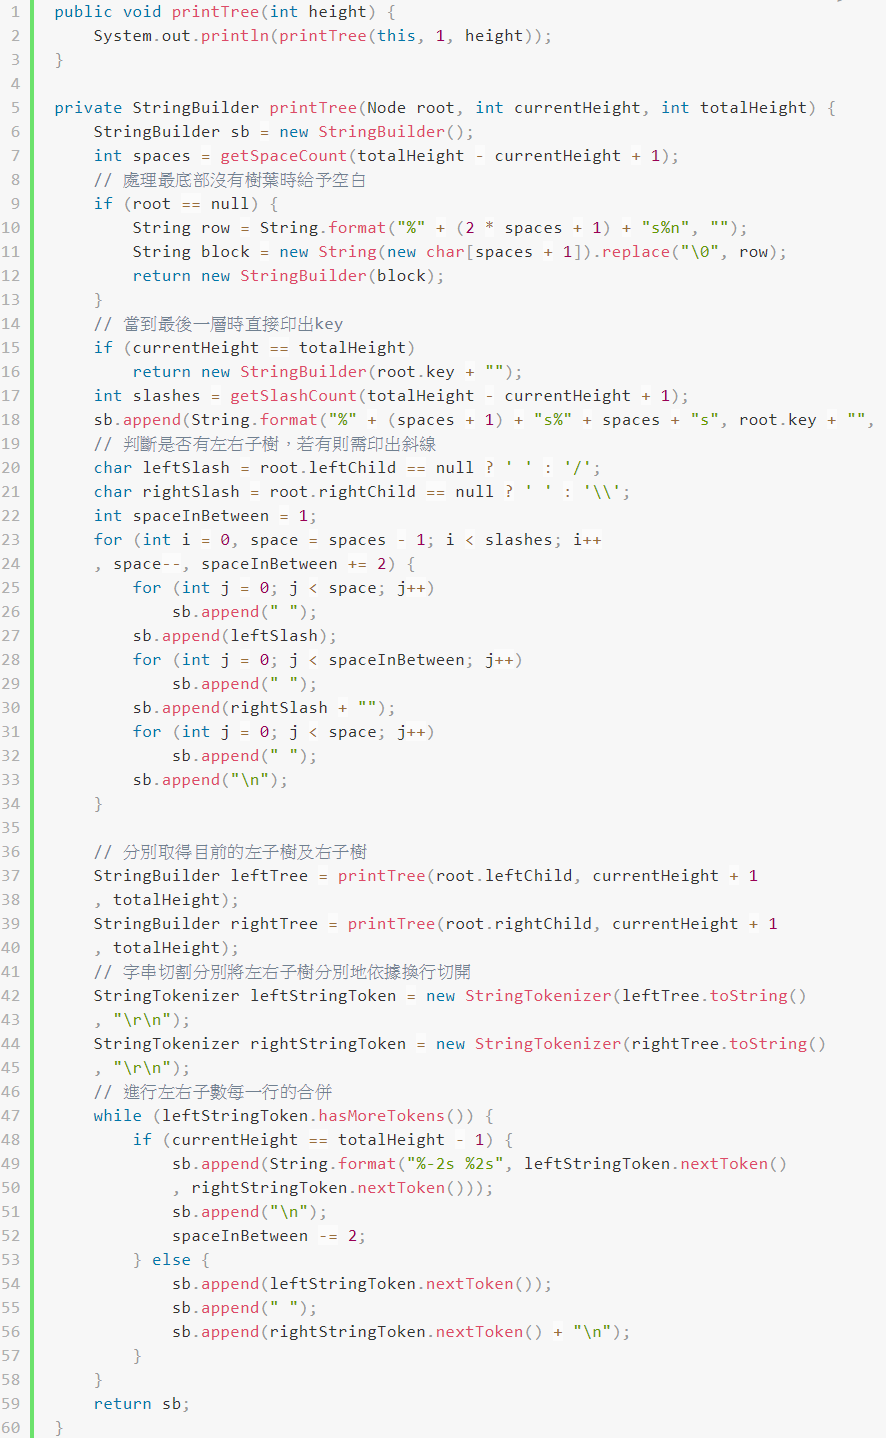 1 public void printTree(int height) {
2     System.out.println(printTree(this, 1, height));
3 }
4
5 private StringBuilder printTree(Node root, int currentHeight, int totalHeight) {
6     StringBuilder sb = new StringBuilder();
7     int spaces = getSpaceCount(totalHeight - currentHeight + 1);
8     // 處理最底部沒有樹葉時給予空白
9     if (root == null) {
10         String row = String.format("%" + (2 * spaces + 1) + "s%n", "");
11         String block = new String(new char[spaces + 1]).replace("\0", row);
12         return new StringBuilder(block);
13     }
14     // 當到最後一層時直接印出key
15     if (currentHeight == totalHeight)
16         return new StringBuilder(root.key + "");
17     int slashes = getSlashCount(totalHeight - currentHeight + 1);
18     sb.append(String.format("%" + (spaces + 1) + "s%" + spaces + "s", root.key + "",
19     // 判斷是否有左右子樹，若有則需印出斜線
20     char leftSlash = root.leftChild == null ? ' ' : '/';
21     char rightSlash = root.rightChild == null ? ' ' : '\\';
22     int spaceInBetween = 1;
23     for (int i = 0, space = spaces - 1; i < slashes; i++
24     , space--, spaceInBetween += 2) {
25         for (int j = 0; j < space; j++)
26             sb.append(" ");
27         sb.append(leftSlash);
28         for (int j = 0; j < spaceInBetween; j++)
29             sb.append(" ");
30         sb.append(rightSlash + "");
31         for (int j = 0; j < space; j++)
32             sb.append(" ");
33         sb.append("\n");
34     }
35
36     // 分別取得目前的左子樹及右子樹
37     StringBuilder leftTree = printTree(root.leftChild, currentHeight + 1
38     , totalHeight);
39     StringBuilder rightTree = printTree(root.rightChild, currentHeight + 1
40     , totalHeight);
41     // 字串切割分別將左右子樹分別地依據換行切開
42     StringTokenizer leftStringToken = new StringTokenizer(leftTree.toString()
43     , "\r\n");
44     StringTokenizer rightStringToken = new StringTokenizer(rightTree.toString()
45     , "\r\n");
46     // 進行左右子數每一行的合併
47     while (leftStringToken.hasMoreTokens()) {
48         if (currentHeight == totalHeight - 1) {
49             sb.append(String.format("%-2s %2s", leftStringToken.nextToken()
50             , rightStringToken.nextToken()));
51             sb.append("\n");
52             spaceInBetween -= 2;
53         } else {
54             sb.append(leftStringToken.nextToken());
55             sb.append(" ");
56             sb.append(rightStringToken.nextToken() + "\n");
57         }
58     }
59     return sb;
60 }